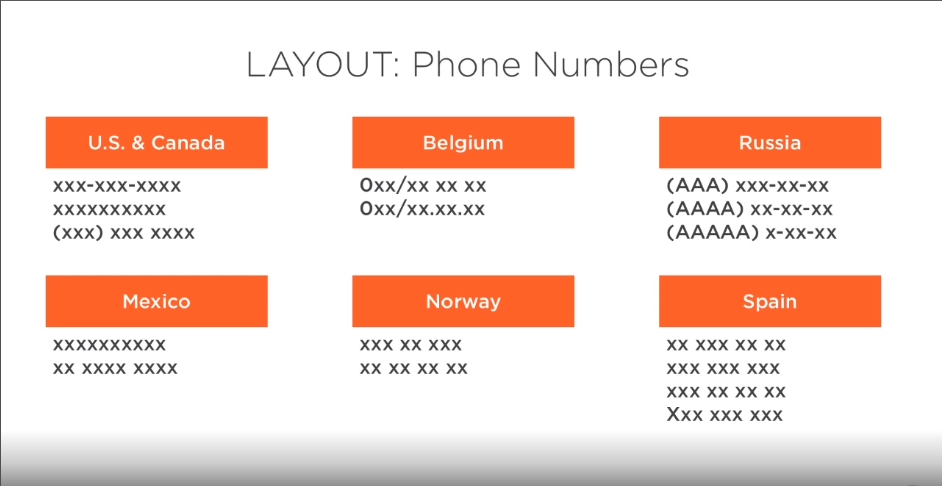 LAYOUT: Phone Numbers
U.S. & Canada
xxx-xxx-xxxx
xxxxxxxxxx
(xxx) xxx xxxx
Belgium
0xx/xx xx xx
0xx/xx.xx.xx
Russia
(AAA) xxx-xx-xx
(AAAA) xx-xx-xx
(AAAAA) x-xx-xx
Mexico
xxxxxxxxxx
xx xxxx xxxx
Norway
xxx xx xxx
xx xx xx xx
Spain
xx xxx xx xx
xxx xxx xxx
xxx xx xx xx
Xxx xxx xxx